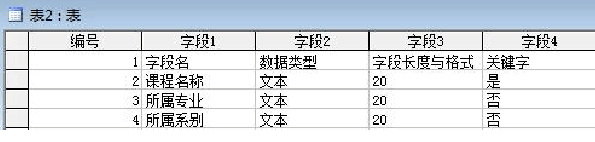 表2：表
编号 字段1 字段2 字段3 字段4
1 字段名 数据类型 字段长度与格式 关键字
2 课程名称 文本 20 是
3 所属专业 文本 20 否
4 所属系别 文本 20 否